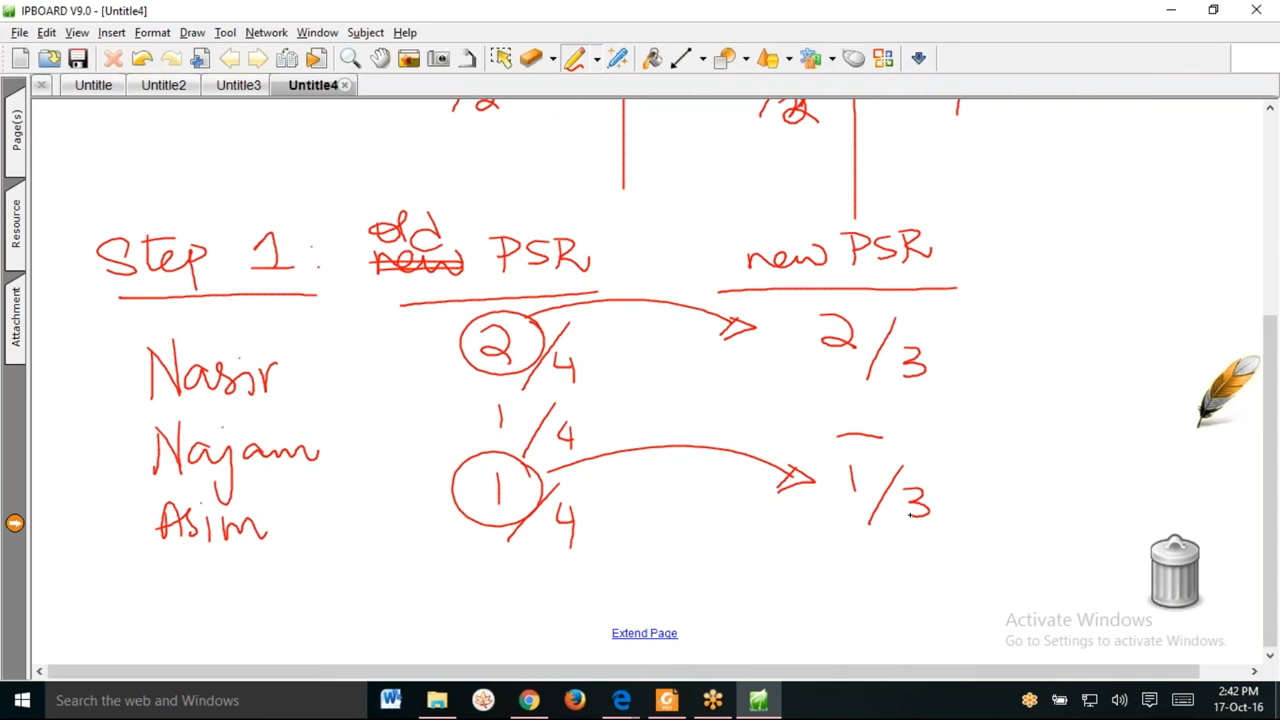 IPBOARD V9.0 - [Untitle4]
File Edit View Insert Format Draw Tool Network Window Subject Help
Untitle Untitle2 Untitle3 Untitle4
Page(s)
Resource
Attachment
Step 1 : old new PSR new PSR
2/4 2/3
Nasir
1/4 —
Najam
1/4 1/3
Asim
Extend Page
Activate Windows
Go to Settings to activate Windows.
Search the web and Windows
2:42 PM
17-Oct-16